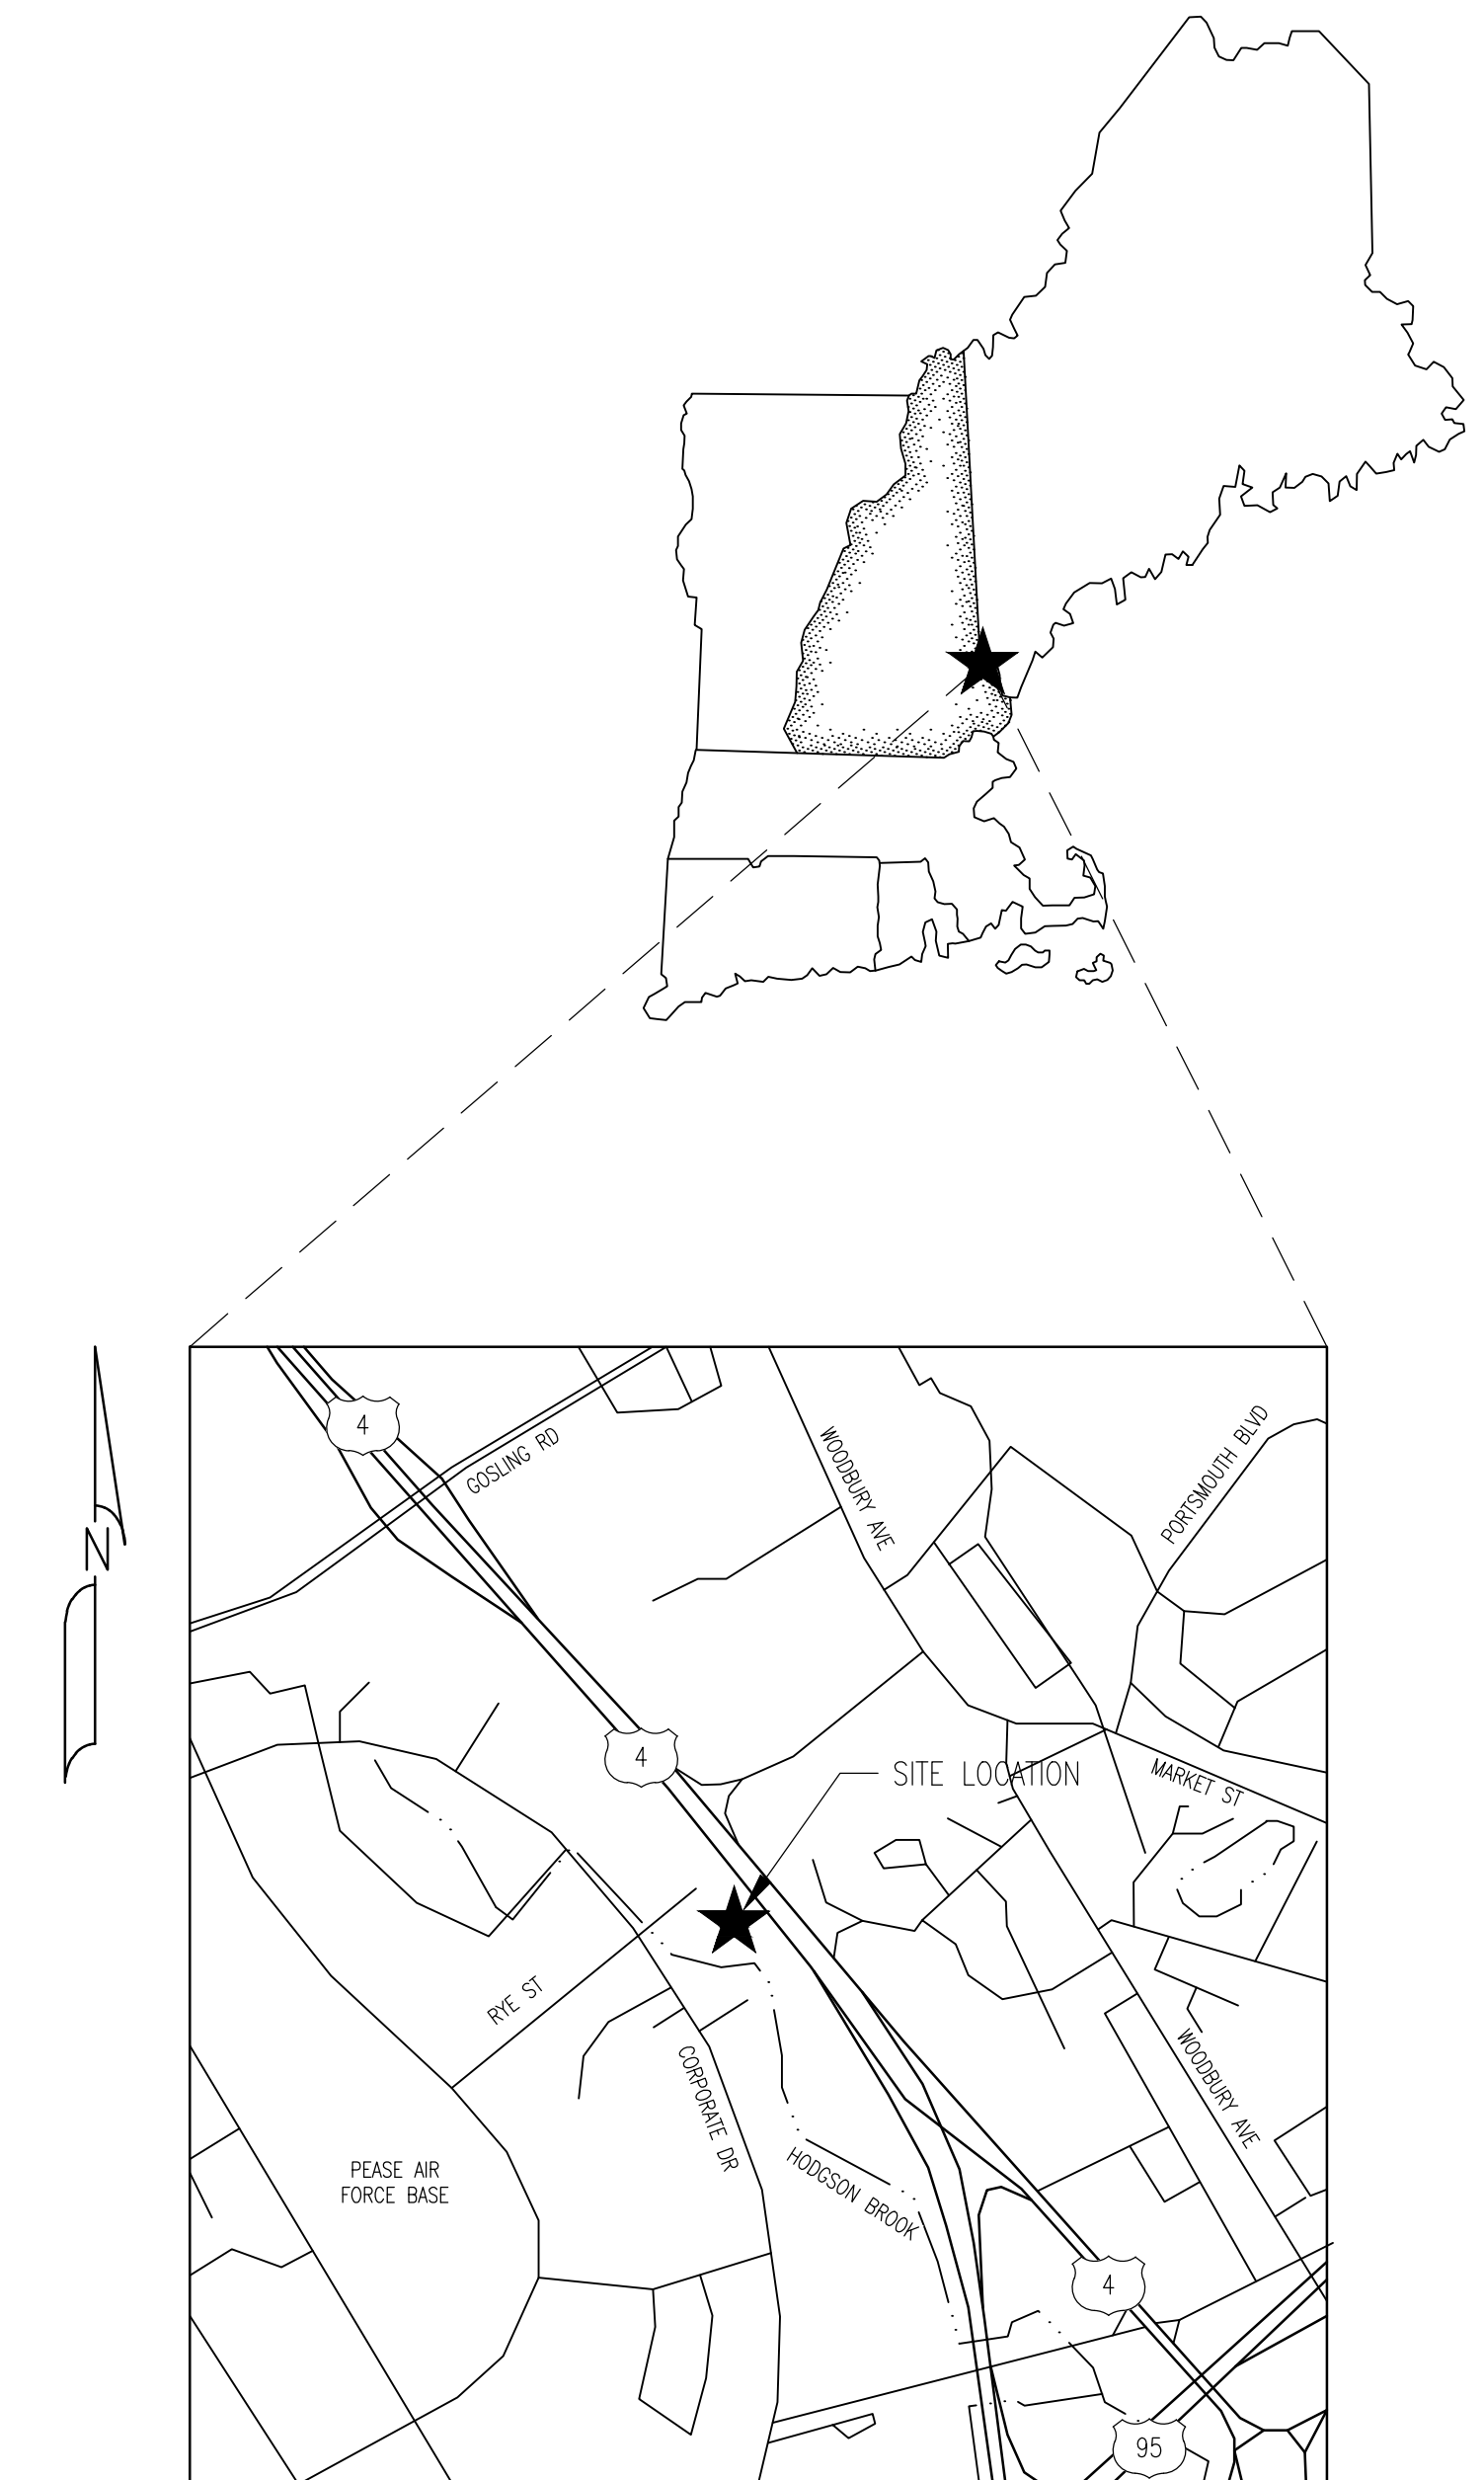 4
GOSLING RD
WOODBURY AVE
PORTSMOUTH BLVD
N
4
SITE LOCATION
MARKET ST
RYE ST
CORPORATE DR
WOODBURY AVE
HODGSON BROOK
PEASE AIR
FORCE BASE
4
95